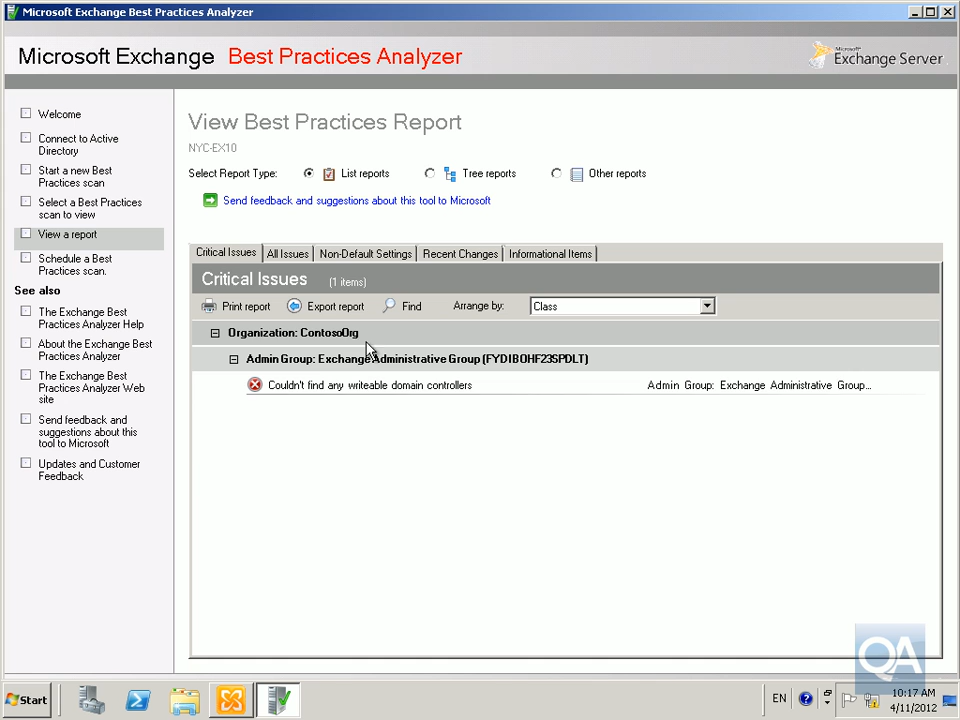 Microsoft Exchange Best Practices Analyzer
Microsoft Exchange Best Practices Analyzer
Microsoft
Exchange Server
Welcome
Connect to Active
Directory
Start a new Best
Practices scan
Select a Best Practices
scan to view
View a report
Schedule a Best
Practices scan.
See also
The Exchange Best
Practices Analyzer Help
About the Exchange Best
Practices Analyzer
The Exchange Best
Practices Analyzer Web
site
Send feedback and
suggestions about this
tool to Microsoft
Updates and Customer
Feedback
View Best Practices Report
NYC-EX10
Select Report Type: List reports Tree reports Other reports
Send feedback and suggestions about this tool to Microsoft
Critical Issues All Issues Non-Default Settings Recent Changes Informational Items
Critical Issues (1 items)
Print report Export report Find Arrange by: Class
Organization: ContosoOrg
Admin Group: Exchange Administrative Group (FYDIBOHF23SPDLT)
Couldn't find any writeable domain controllers Admin Group: Exchange Administrative Group...
QA
Start EN 10:17 AM
4/11/2012